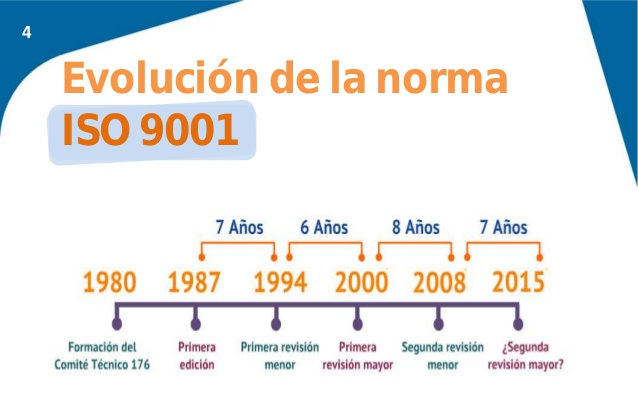 4
Evolución de la norma
ISO 9001
7 Años 6 Años 8 Años 7 Años
1980 1987 1994 2000 2008 2015
Formación del Primera Primera revisión Primera Segunda revisión ¿Segunda
Comité Técnico 176 edición menor revisión mayor menor revisión mayor?